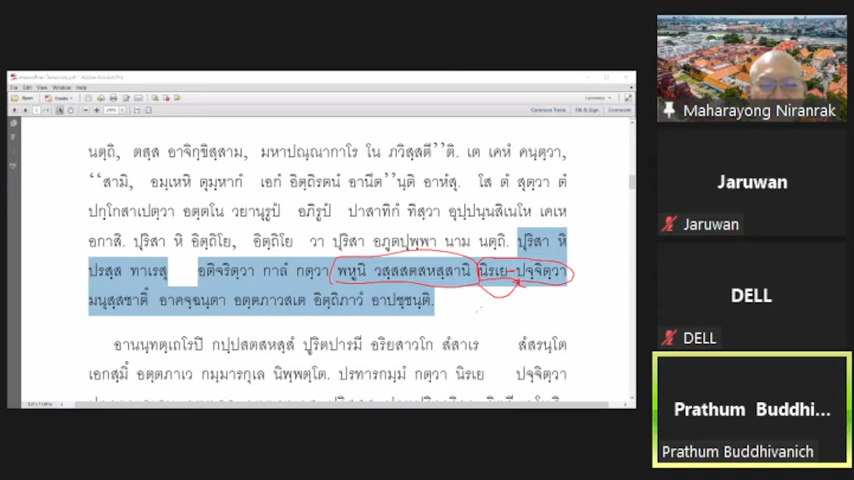 File Edit View Window Help
Open
Create
Common Tools
Fill & Sign
Comment
นตฺถิ, ตสฺส อาจิกฺขิสฺสาม, มหาปณฺณากาโร โน ภวิสฺสตี’’ติ. เต เคหํ คนฺตฺวา,
‘‘สามิ, อมฺเหหิ ตุมฺหากํ เอกํ อิตฺถิรตนํ อานีต’’นฺติ อาหํสุ. โส ตํ สุตฺวา ตํ
ปกฺโกสาเปตฺวา อตฺตโน วยานุรูปํ อภิรูปํ ปาสาทิกํ ทิสฺวา อุปฺปนฺนสิเนโห เคเห
อกาสิ. ปุริสา หิ อิตฺถิโย, อิตฺถิโย วา ปุริสา อภูตปุพฺพา นาม นตฺถิ. ปุริสา หิ
ปรสฺส ทาเรสุ อติจริตฺวา กาลํ กตฺวา พหูนิ วสฺสสตสหสฺสานิ นิรเย ปจฺจิตฺวา
มนุสฺสชาตึ อาคจฺฉนฺตา อตฺตภาวสเต อิตฺถิภาวํ อาปชฺชนฺติ.
อานนฺทตฺเถโรปิ กปฺปสตสหสฺสํ ปูริตปารมี อริยสาวโก สํสาเร สํสรนฺโต
เอกสฺมึ อตฺตภาเว กมฺมารกุเล นิพฺพตฺโต. ปรทารกมฺมํ กตฺวา นิรเย ปจฺจิตฺวา
Maharayong Niranrak
Jaruwan
Jaruwan
DELL
DELL
Prathum Buddhi...
Prathum Buddhivanich